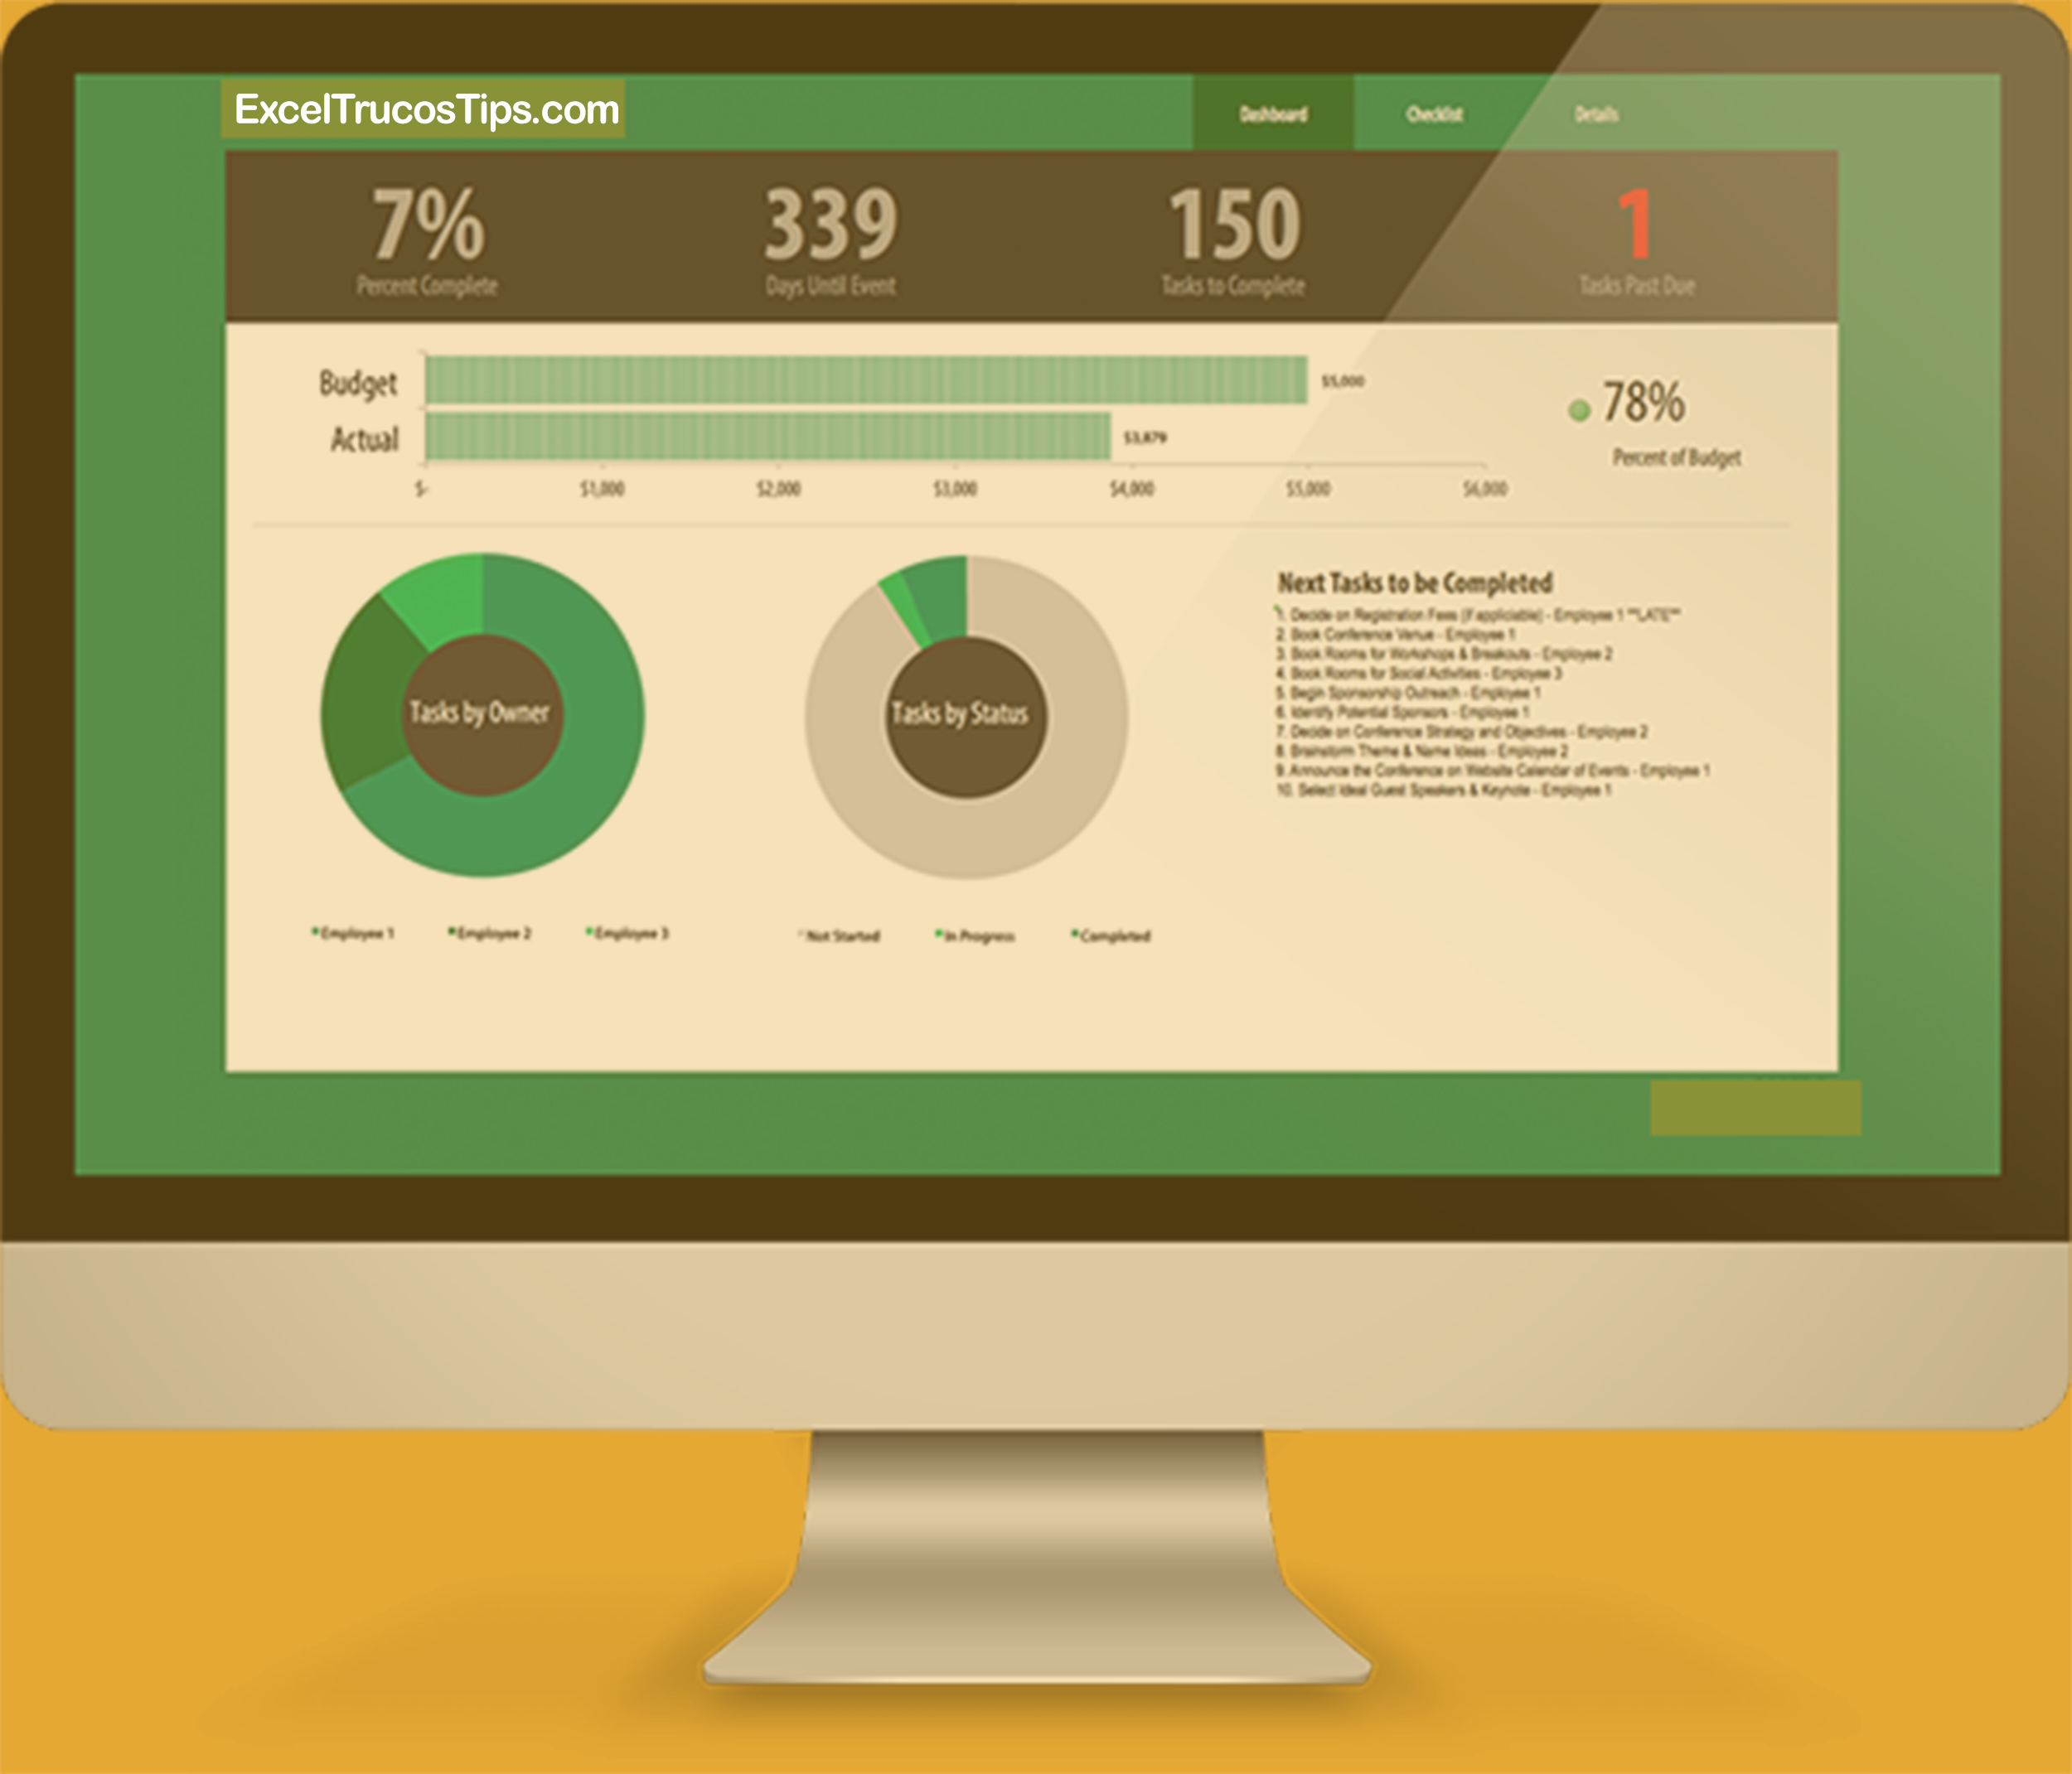 ExcelTrucosTips.com
Dashboard Checklist Details
7% 339 150 1
Percent Complete Days Until Event Tasks to Complete Tasks Past Due
Budget $5,000
Actual $3,879
$- $1,000 $2,000 $3,000 $4,000 $5,000 $6,000
78%
Percent of Budget
Tasks by Owner
Employee 1 Employee 2 Employee 3
Tasks by Status
Not Started In Progress Completed
Next Tasks to be Completed
1. Decide on Registration Fees (if appliciable) - Employee 1 **LATE**
2. Book Conference Venue - Employee 1
3. Book Rooms for Workshops & Breakouts - Employee 2
4. Book Rooms for Social Activities - Employee 3
5. Begin Sponsorship Outreach - Employee 1
6. Identify Potential Sponsors - Employee 1
7. Decide on Conference Strategy and Objectives - Employee 2
8. Brainstorm Theme & Name Ideas - Employee 2
9. Announce the Conference on Website Calendar of Events - Employee 1
10. Select Ideal Guest Speakers & Keynote - Employee 1